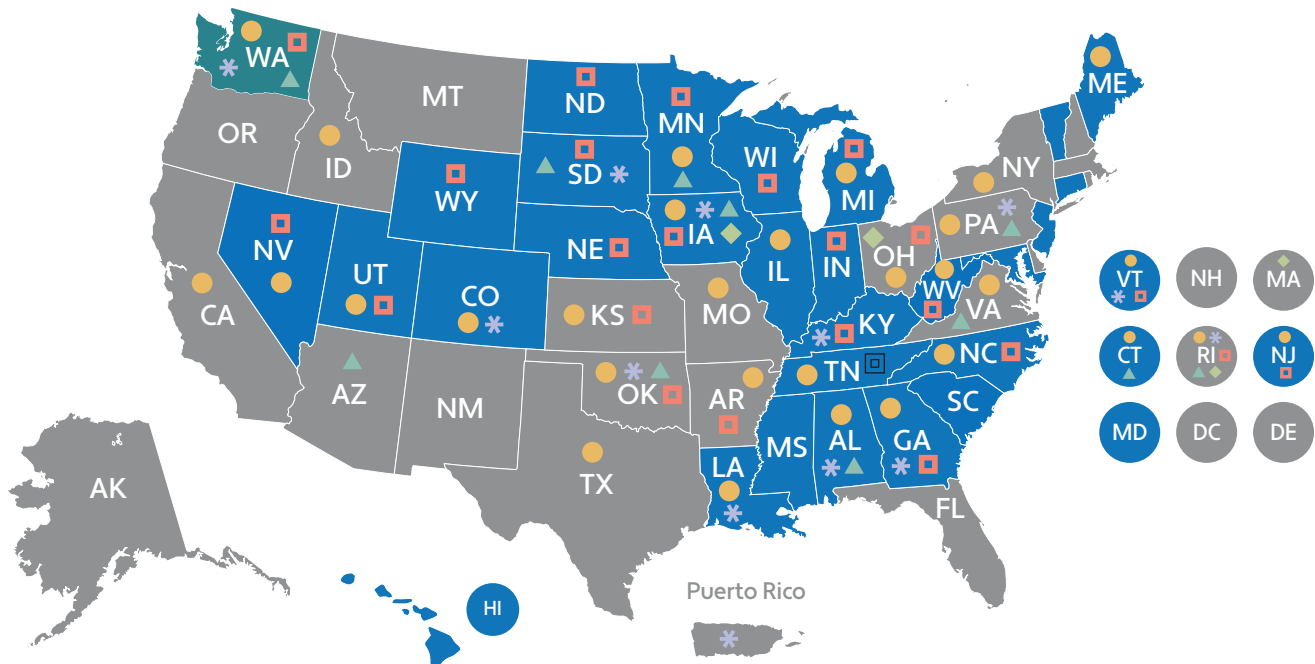 WA
MT
ND
MN
ME
OR
ID
SD
WI
MI
NY
WY
IA
PA
NV
NE
OH
UT
IL
IN
WV
CO
VA
VT
NH
MA
CA
KS
MO
KY
CT
RI
NJ
AZ
NM
OK
AR
TN
NC
SC
MD
DC
DE
TX
LA
MS
AL
GA
AK
FL
HI
Puerto Rico